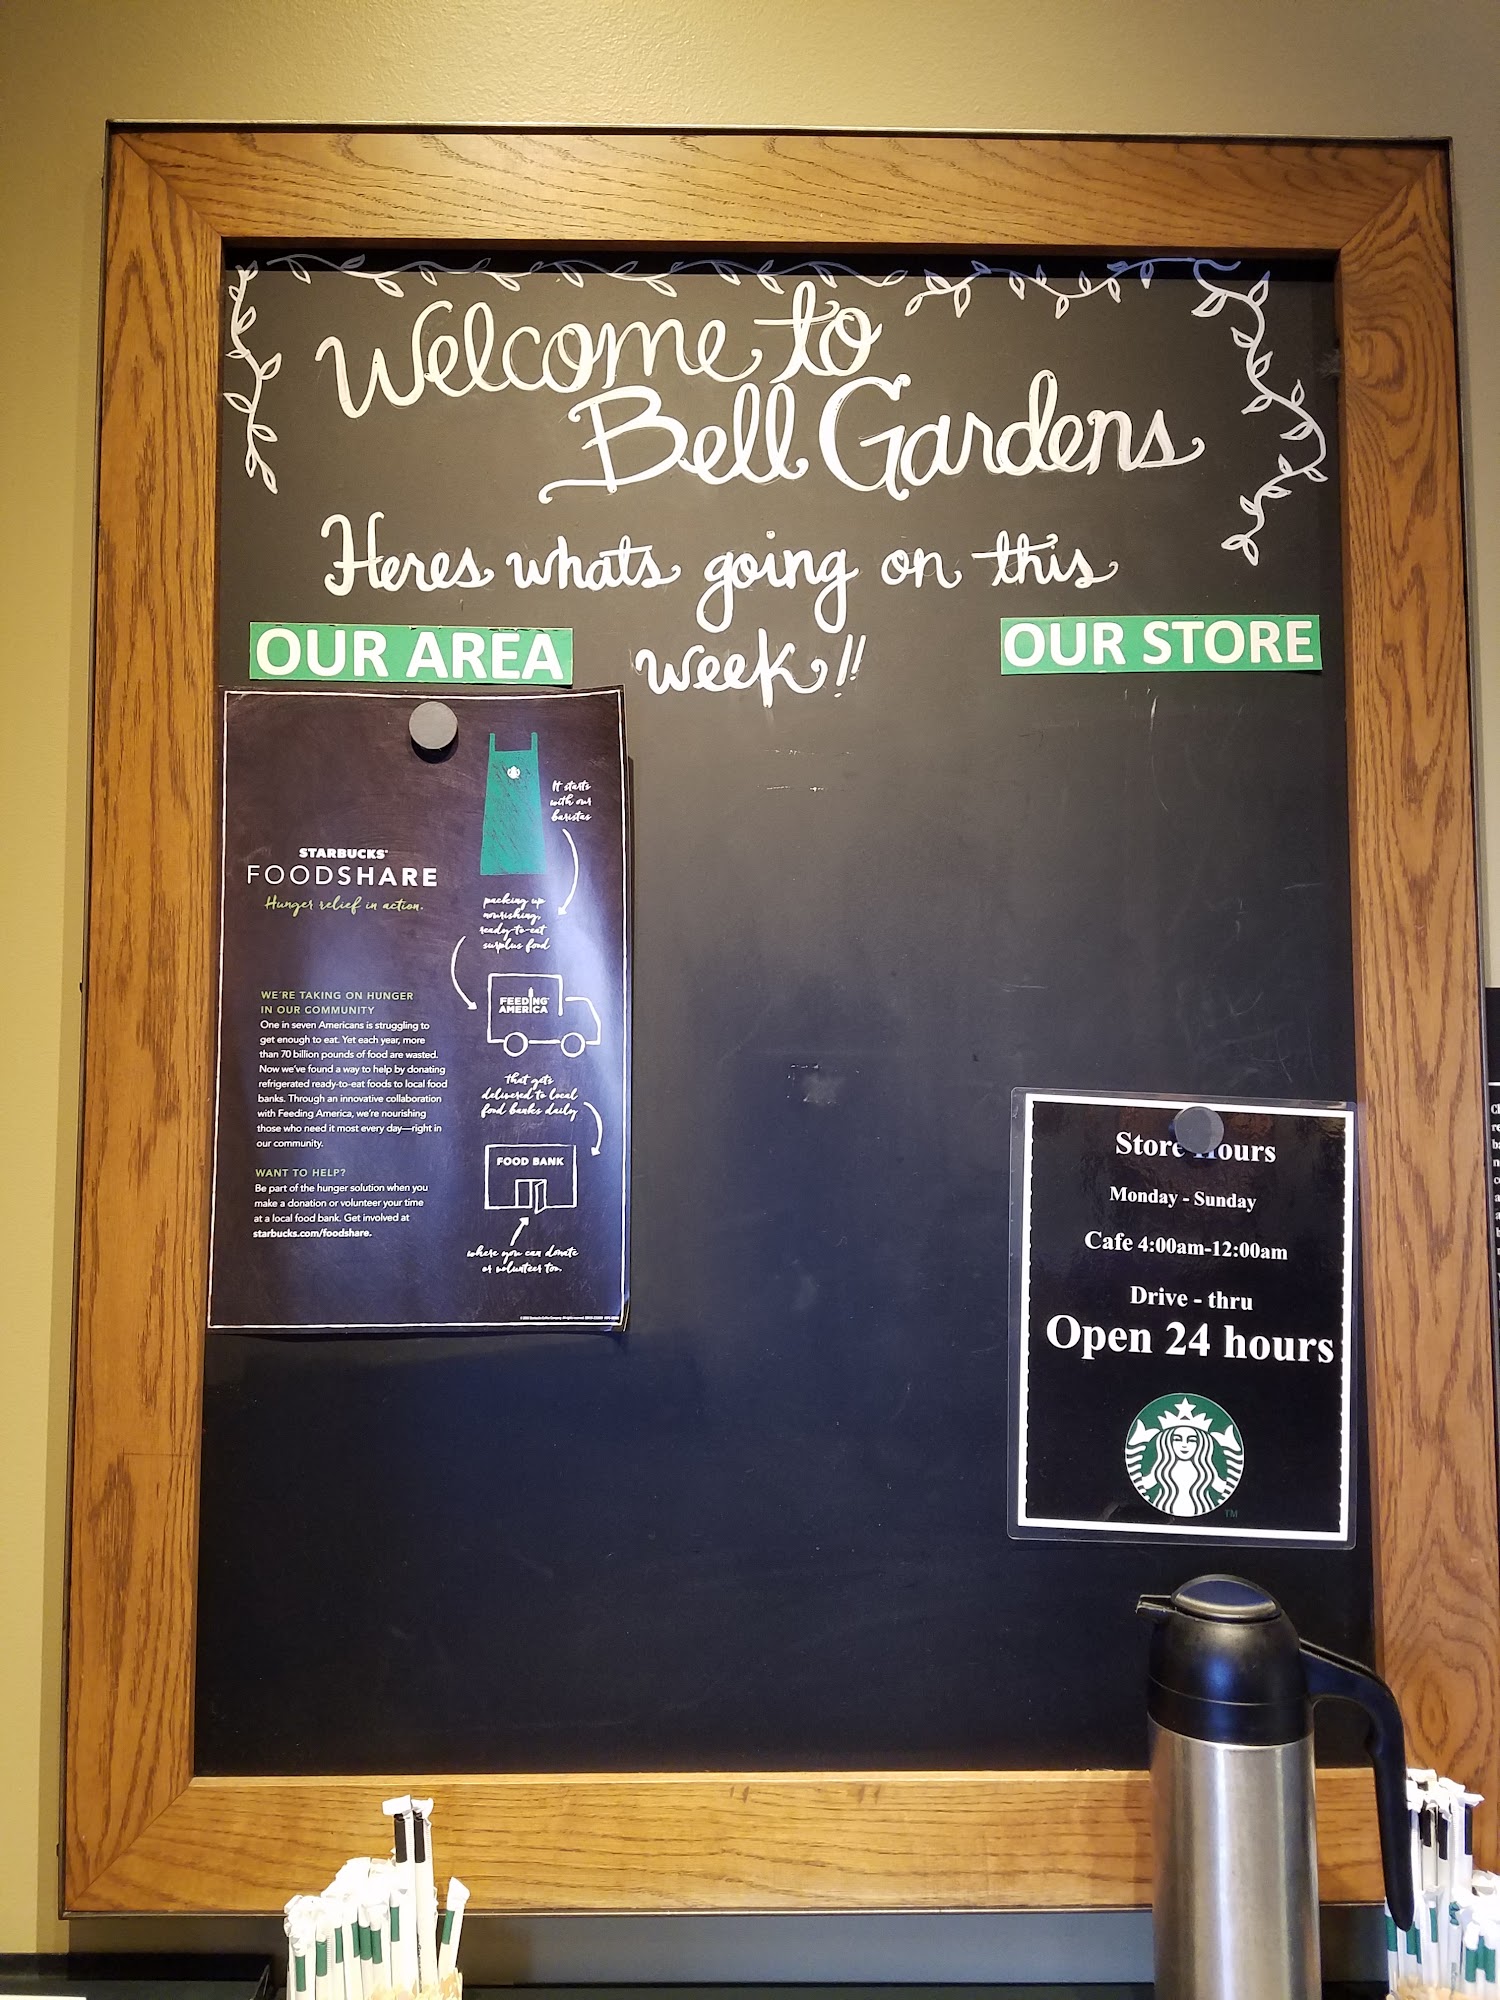 Welcome to
Bell Gardens
Heres whats going on this
week!!
OUR AREA
OUR STORE
STARBUCKS®
FOODSHARE
Hunger relief in action.
WE'RE TAKING ON HUNGER
IN OUR COMMUNITY
One in seven Americans is struggling to
get enough to eat. Yet each year, more
than 70 billion pounds of food are wasted.
Now we've found a way to help by donating
refrigerated ready-to-eat foods to local food
banks. Through an innovative collaboration
with Feeding America, we're nourishing
those who need it most every day—right in
our community.
WANT TO HELP?
Be part of the hunger solution when you
make a donation or volunteer your time
at a local food bank. Get involved at
starbucks.com/foodshare.
It starts
with our
baristas
packing up
nourishing,
ready-to-eat
surplus food
FEEDING
AMERICA
that gets
delivered to local
food banks daily
FOOD BANK
where you can donate
or volunteer too.
Store Hours
Monday - Sunday
Cafe 4:00am-12:00am
Drive - thru
Open 24 hours
TM